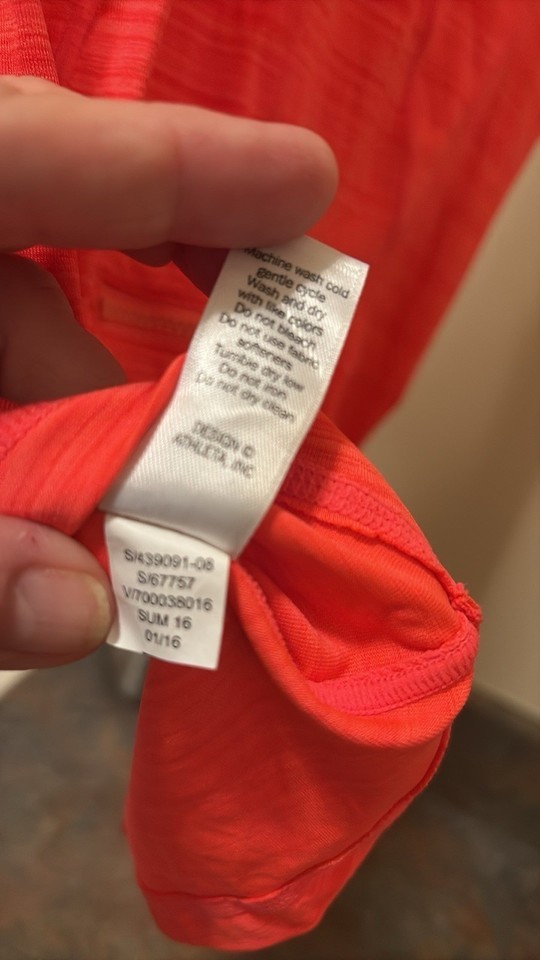 Machine wash cold
gentle cycle
Wash and dry
with like colors
Do not bleach
Do not use fabric
softeners
Tumble dry low
Do not iron
Do not dry clean
DESIGN ©
ATHLETA, INC
S/439091-08
S/67757
V/700038016
SUM 16
01/16